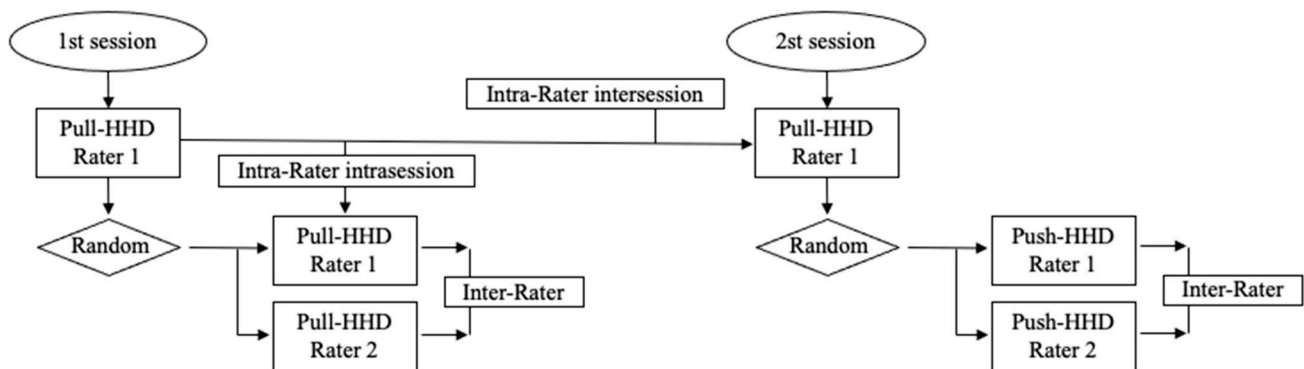 1st session
2st session
Intra-Rater intersession
Pull-HHD
Rater 1
Pull-HHD
Rater 1
Intra-Rater intrasession
Random
Pull-HHD
Rater 1
Inter-Rater
Pull-HHD
Rater 2
Random
Push-HHD
Rater 1
Inter-Rater
Push-HHD
Rater 2